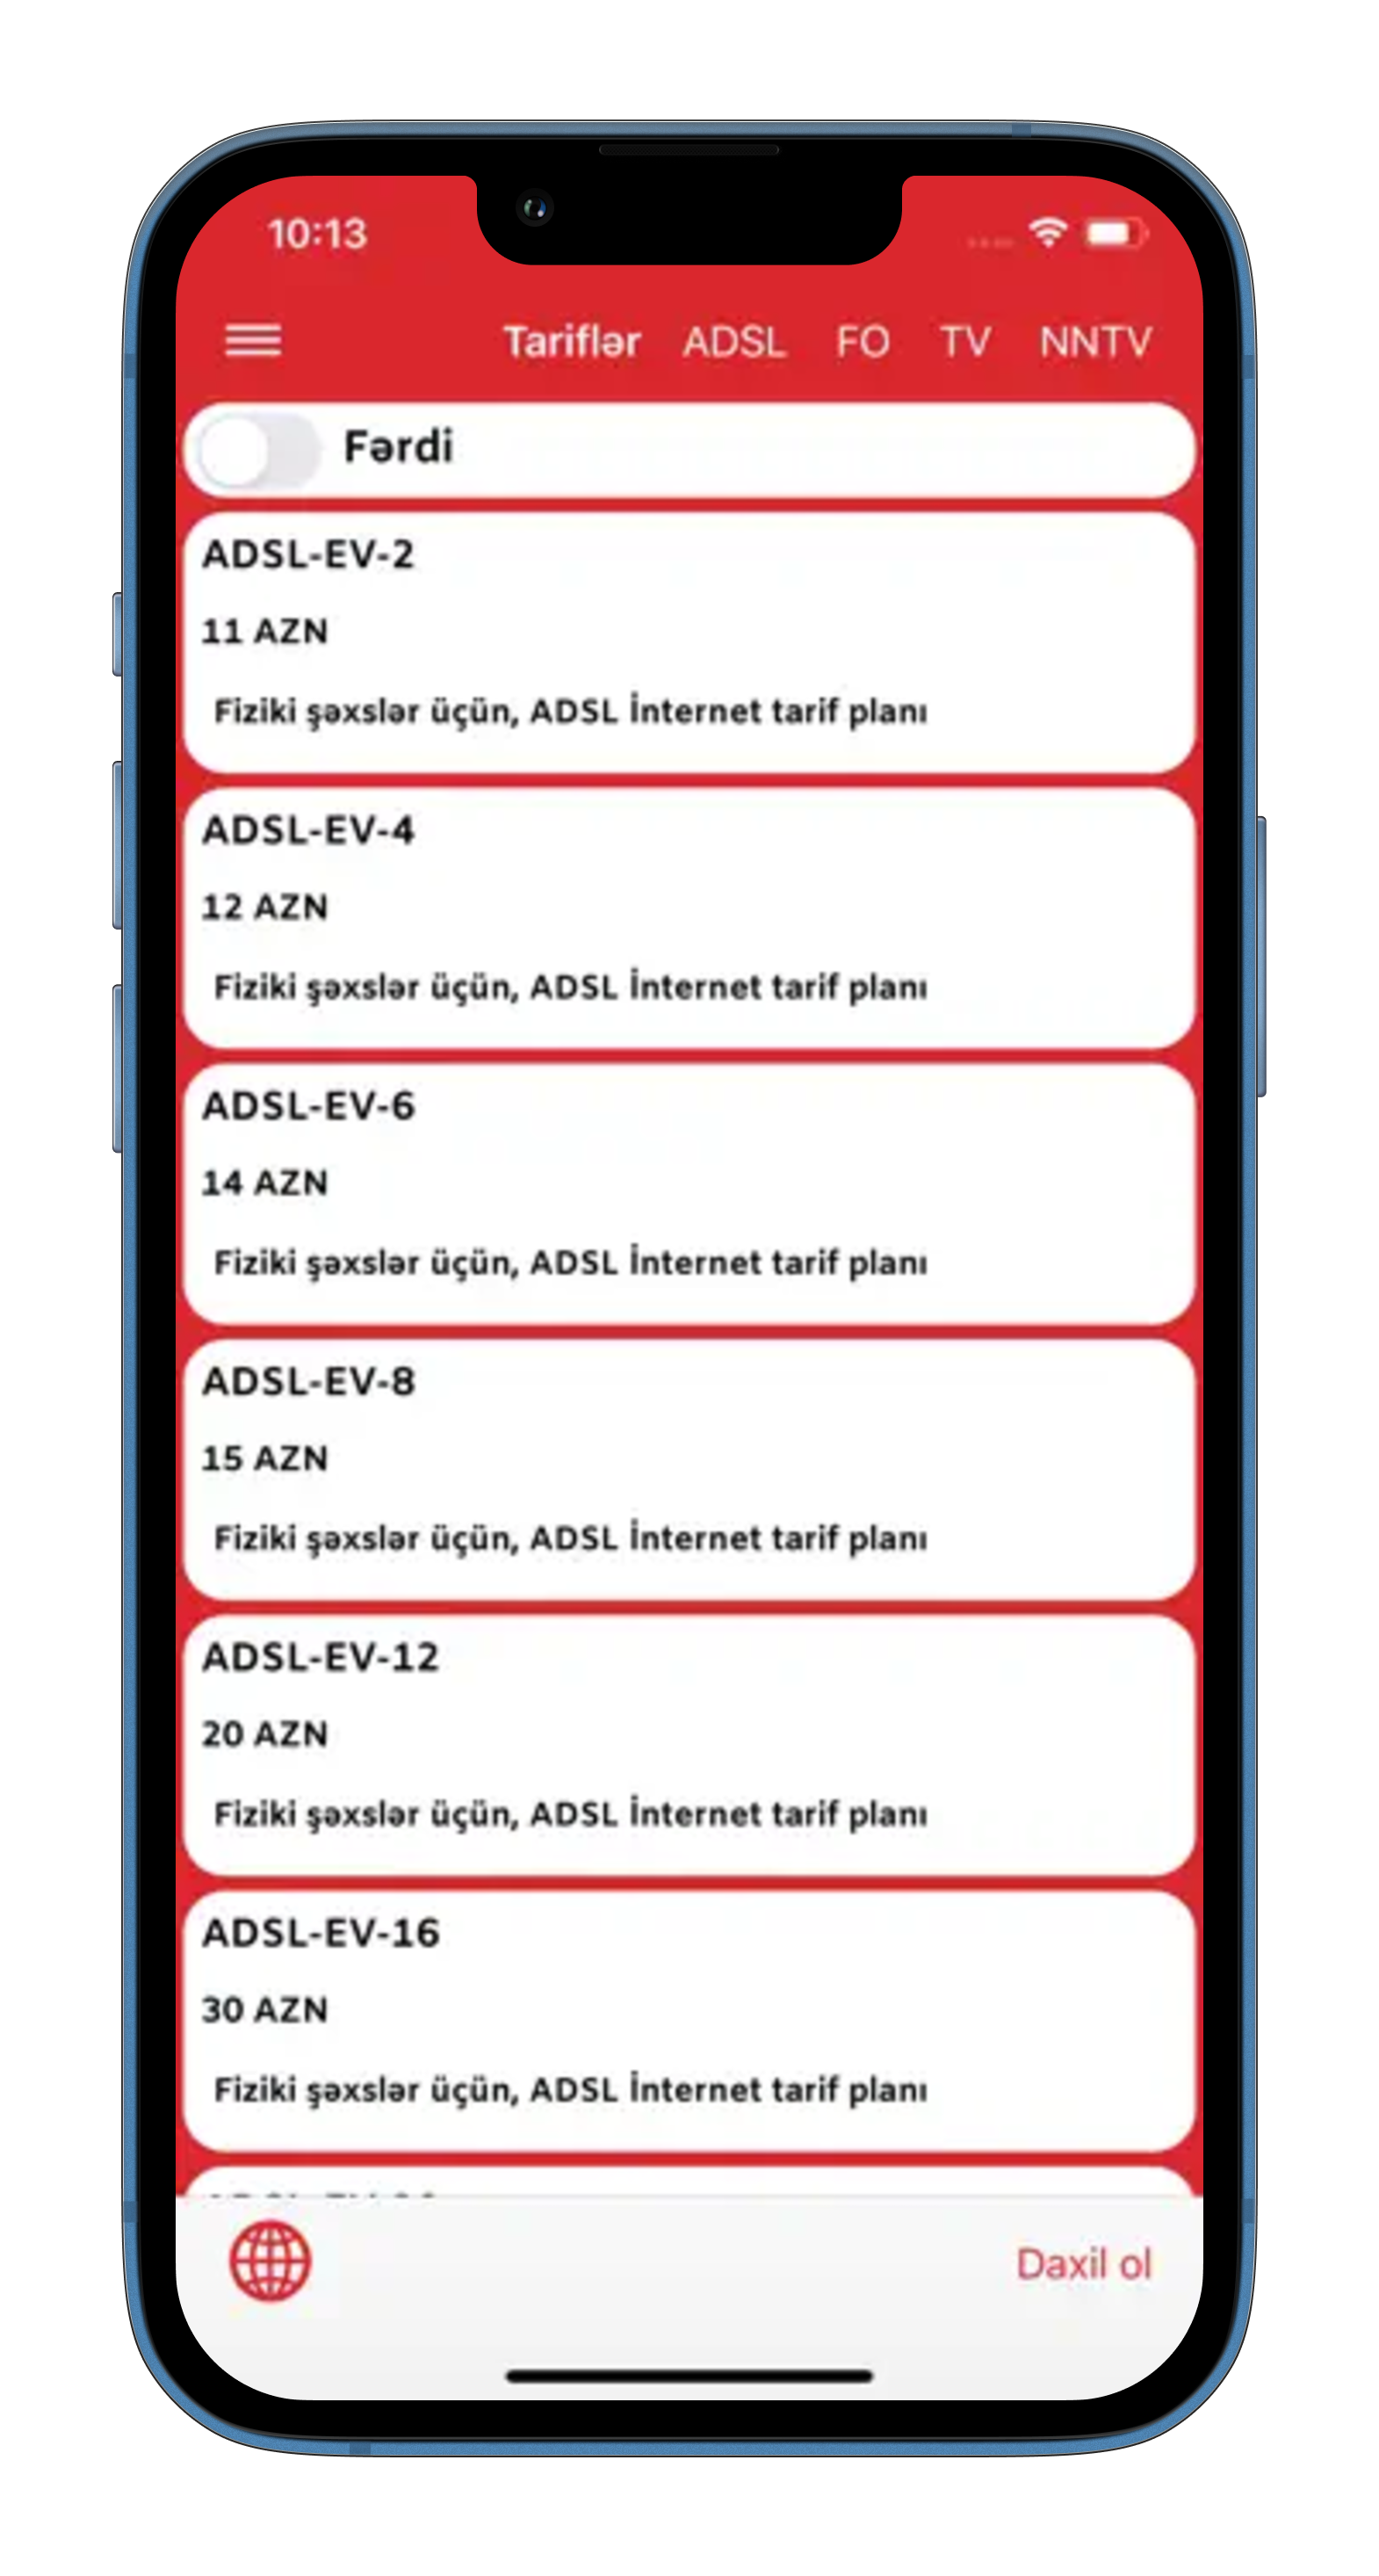 10:13
Tariflər ADSL FO TV NNTV
Fərdi
ADSL-EV-2
11 AZN
Fiziki şəxslər üçün, ADSL İnternet tarif planı
ADSL-EV-4
12 AZN
Fiziki şəxslər üçün, ADSL İnternet tarif planı
ADSL-EV-6
14 AZN
Fiziki şəxslər üçün, ADSL İnternet tarif planı
ADSL-EV-8
15 AZN
Fiziki şəxslər üçün, ADSL İnternet tarif planı
ADSL-EV-12
20 AZN
Fiziki şəxslər üçün, ADSL İnternet tarif planı
ADSL-EV-16
30 AZN
Fiziki şəxslər üçün, ADSL İnternet tarif planı
Daxil ol